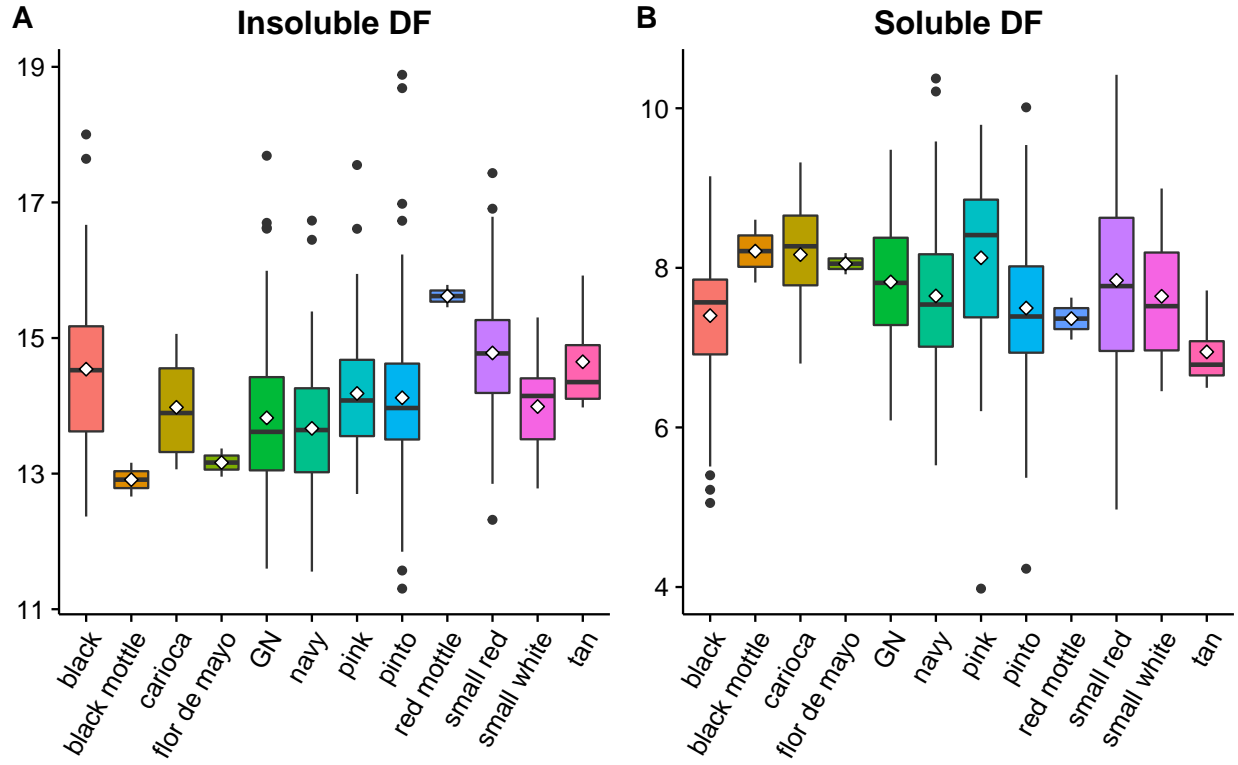 A
Insoluble DF
19
17
15
13
11
black
black mottle
carioca
flor de mayo
GN
navy
pink
pinto
red mottle
small red
small white
tan
B
Soluble DF
10
8
6
4
black
black mottle
carioca
flor de mayo
GN
navy
pink
pinto
red mottle
small red
small white
tan